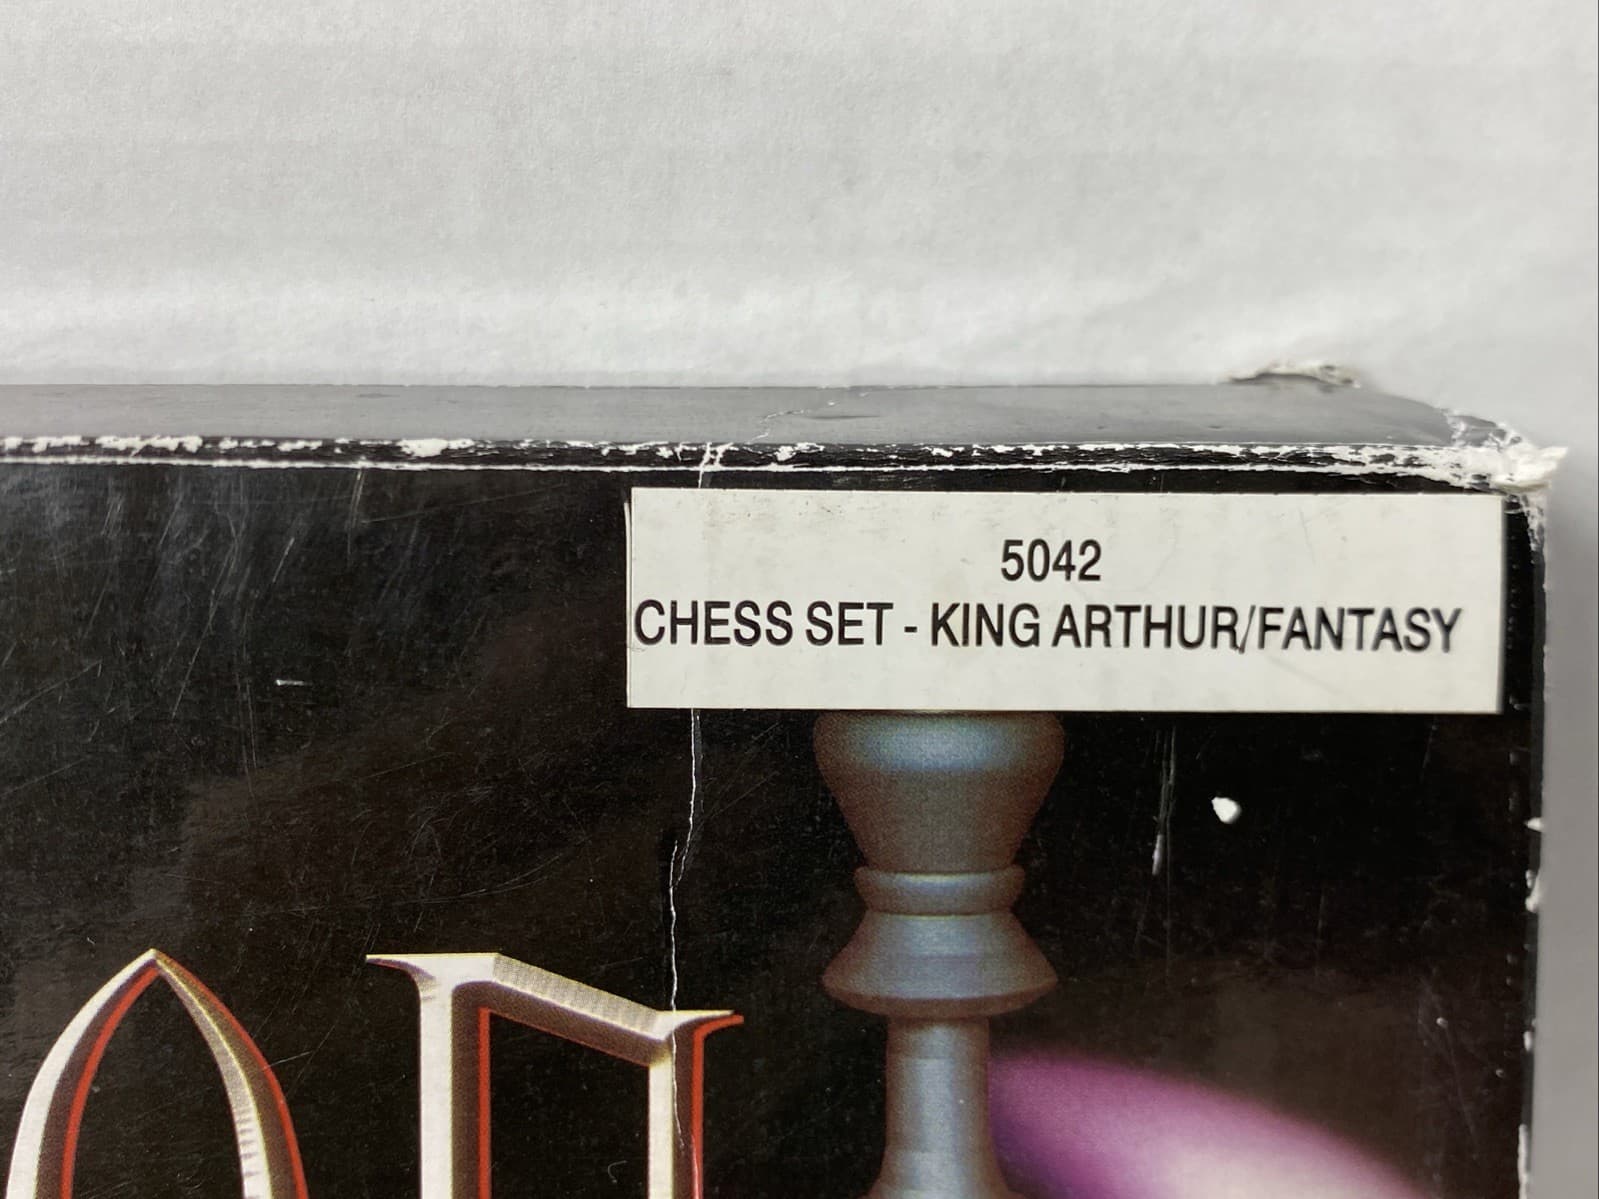 5042
CHESS SET - KING ARTHUR/FANTASY